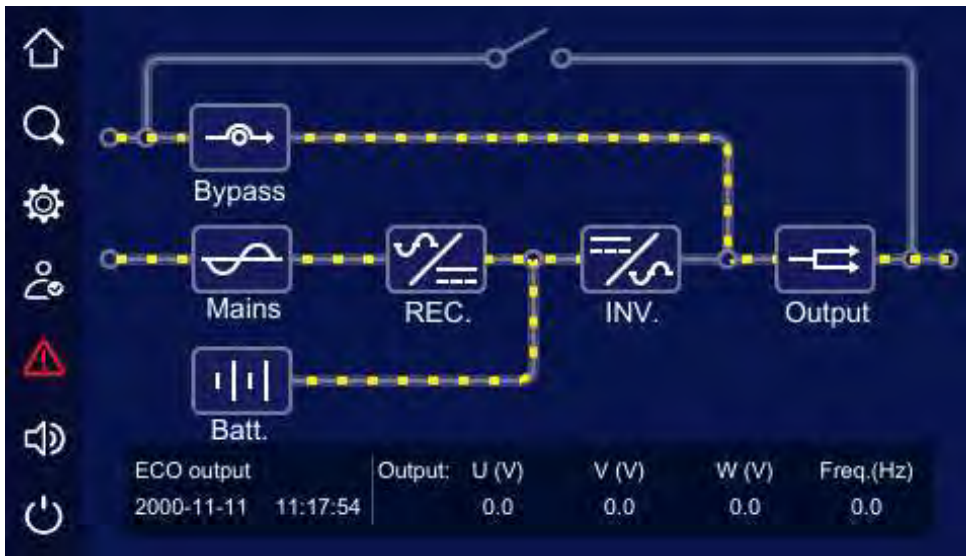 Bypass
Mains
REC.
INV.
Output
Batt.
ECO output
2000-11-11 11:17:54
Output: U (V) V (V) W (V) Freq.(Hz)
0.0 0.0 0.0 0.0